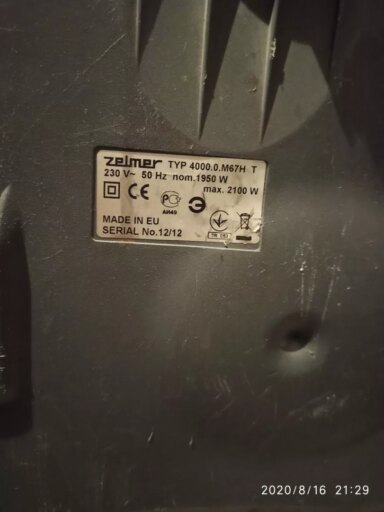 zelmer TYP 4000.0.M67H T
230 V~ 50 Hz nom.1950 W
max. 2100 W
CE
АИ49
MADE IN EU
SERIAL No.12/12
2020/8/16 21:29